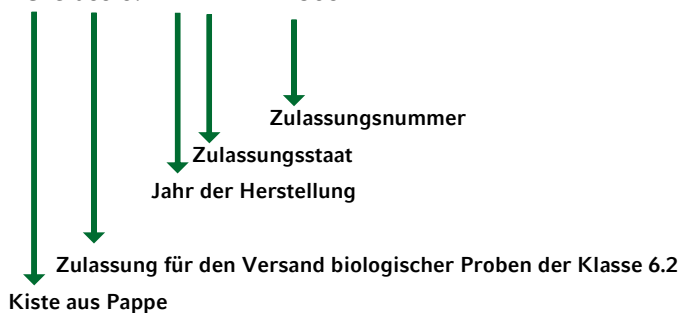 Zulassungsnummer
Zulassungsstaat
Jahr der Herstellung
Zulassung für den Versand biologischer Proben der Klasse 6.2
Kiste aus Pappe